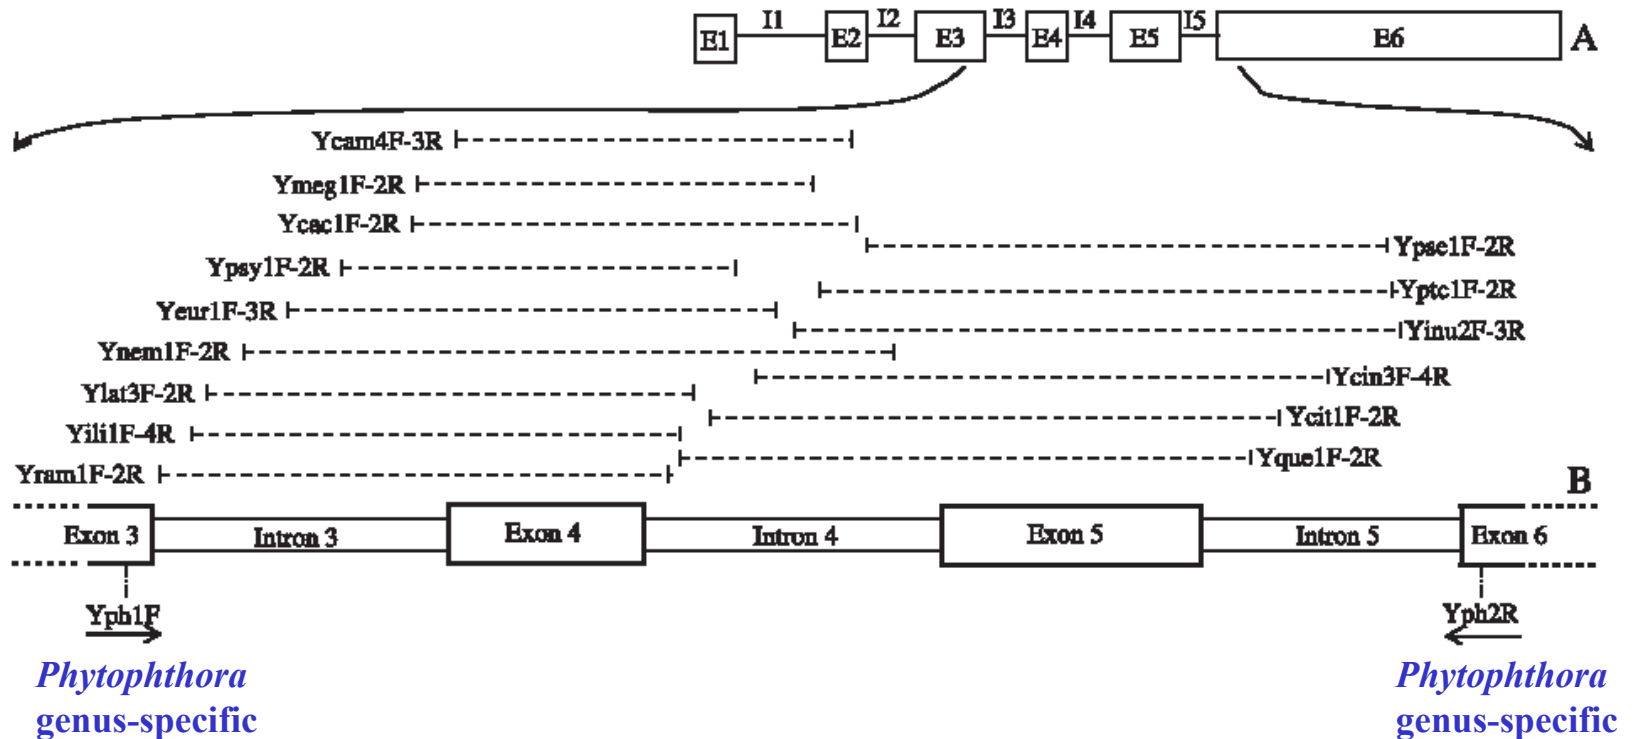 I1 I2 I3 I4 I5
E1 E2 E3 E4 E5 E6 A
Ycam4F-3R
Ymeg1F-2R
Ycac1F-2R
Ypse1F-2R
Ypsy1F-2R
Yptc1F-2R
Yeur1F-3R
Yinu2F-3R
Ynem1F-2R
Ycin3F-4R
Ylat3F-2R
Ycit1F-2R
Yili1F-4R
Yque1F-2R
Yram1F-2R
B
Exon 3 Intron 3 Exon 4 Intron 4 Exon 5 Intron 5 Exon 6
Yph1F Yph2R
Phytophthora Phytophthora
genus-specific genus-specific